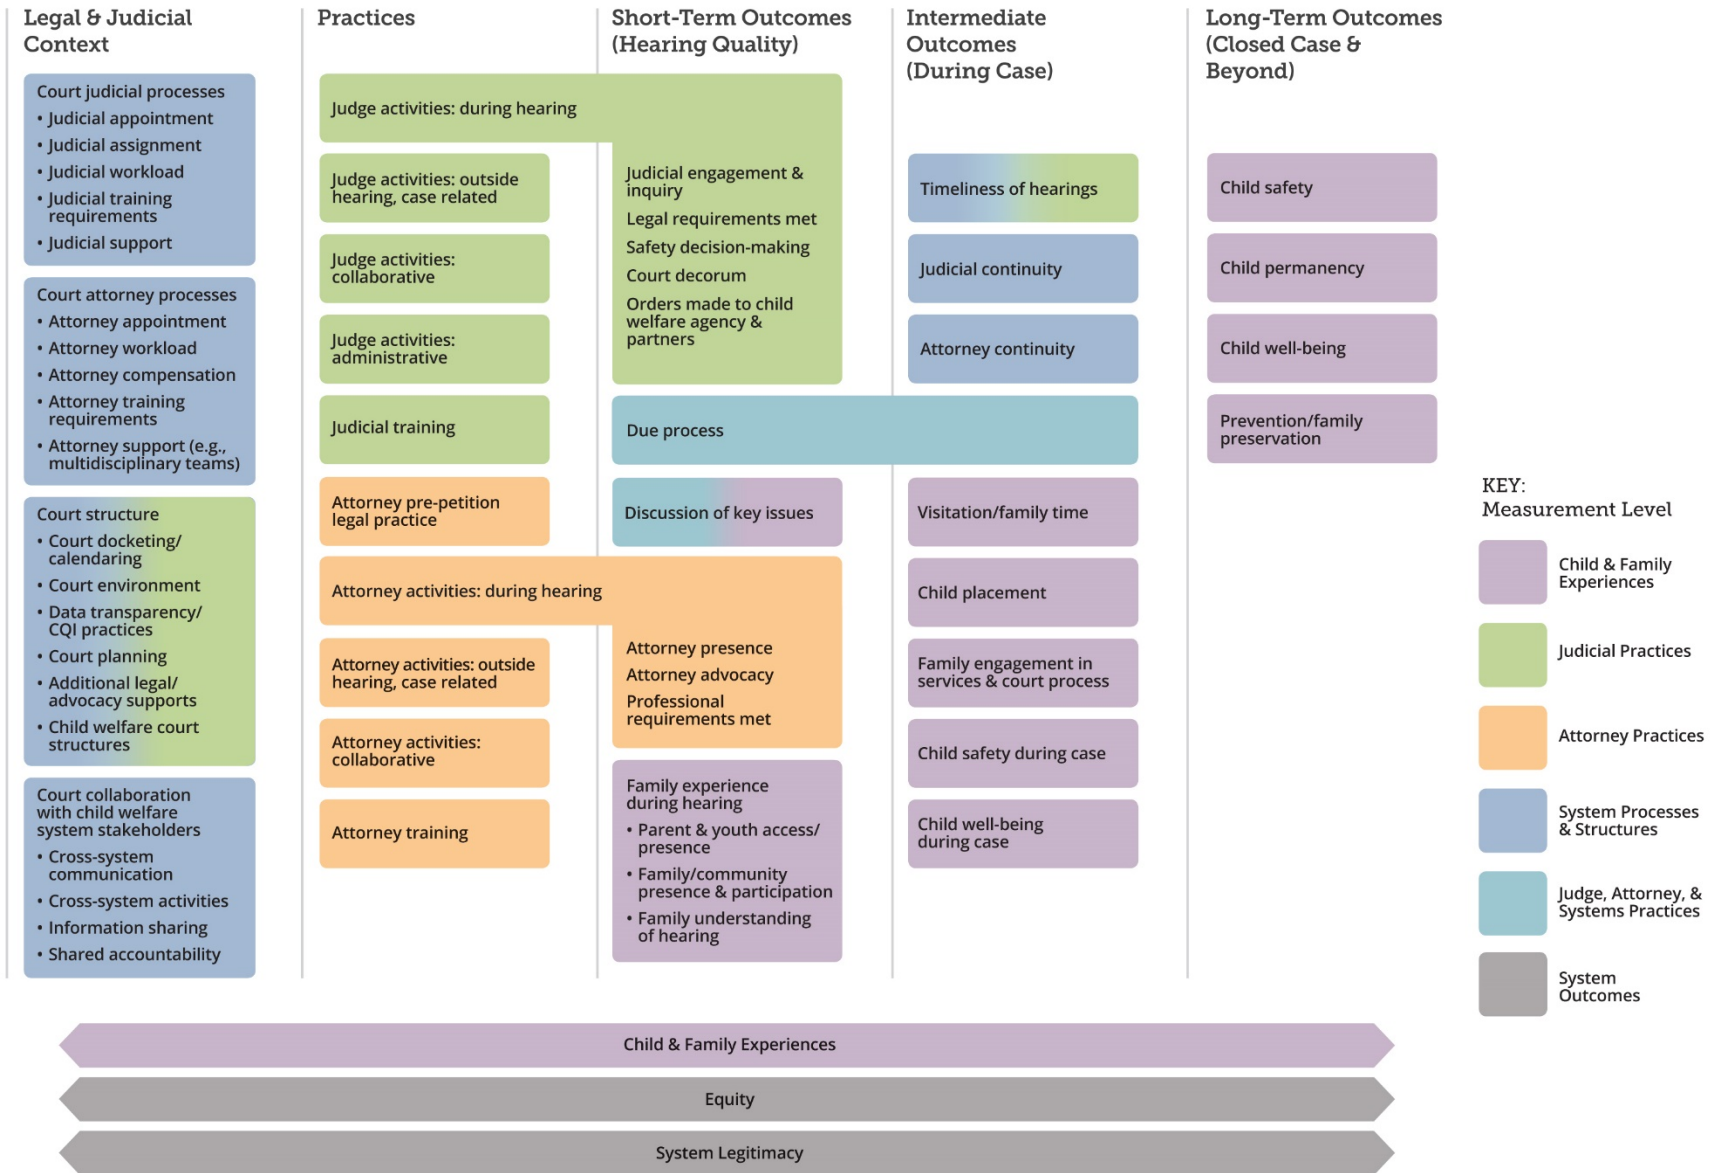 Legal & Judicial
Context
Court judicial processes
• Judicial appointment
• Judicial assignment
• Judicial workload
• Judicial training
requirements
• Judicial support
Court attorney processes
• Attorney appointment
• Attorney workload
• Attorney compensation
• Attorney training
requirements
• Attorney support (e.g.,
multidisciplinary teams)
Court structure
• Court docketing/
calendaring
• Court environment
• Data transparency/
CQI practices
• Court planning
• Additional legal/
advocacy supports
• Child welfare court
structures
Court collaboration
with child welfare
system stakeholders
• Cross-system
communication
• Cross-system activities
• Information sharing
• Shared accountability
Practices
Judge activities: during hearing
Judge activities: outside
hearing, case related
Judge activities:
collaborative
Judge activities:
administrative
Judicial training
Attorney pre-petition
legal practice
Attorney activities: during hearing
Attorney activities: outside
hearing, case related
Attorney activities:
collaborative
Attorney training
Short-Term Outcomes
(Hearing Quality)
Judicial engagement &
inquiry
Legal requirements met
Safety decision-making
Court decorum
Orders made to child
welfare agency &
partners
Due process
Discussion of key issues
Attorney presence
Attorney advocacy
Professional
requirements met
Family experience
during hearing
• Parent & youth access/
presence
• Family/community
presence & participation
• Family understanding
of hearing
Intermediate
Outcomes
(During Case)
Timeliness of hearings
Judicial continuity
Attorney continuity
Visitation/family time
Child placement
Family engagement in
services & court process
Child safety during case
Child well-being
during case
Long-Term Outcomes
(Closed Case &
Beyond)
Child safety
Child permanency
Child well-being
Prevention/family
preservation
KEY:
Measurement Level
Child & Family
Experiences
Judicial Practices
Attorney Practices
System Processes
& Structures
Judge, Attorney, &
Systems Practices
System
Outcomes
Child & Family Experiences
Equity
System Legitimacy